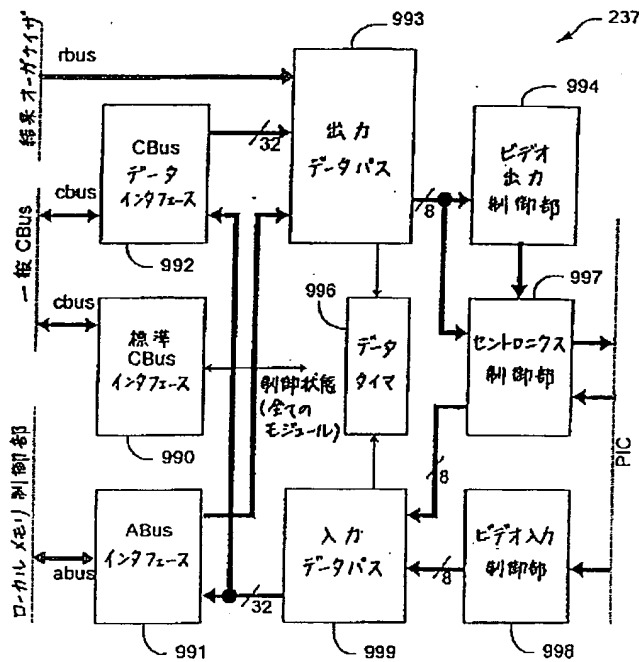 993
237
rbus
結果オーガナイザ
994
CBus
データ
インタフェース
32
出力
データパス
ビデオ
出力
制御部
8
cbus
一般CBus
992
997
996
cbus
標準
CBus
インタフェース
データ
タイマ
セントロニクス
制御部
制御状態
(全ての
モジュール)
990
PIC
8
ローカルメモリ制御部
ABus
インタフェース
入力
データパス
ビデオ入力
制御部
abus
8
32
991
999
998